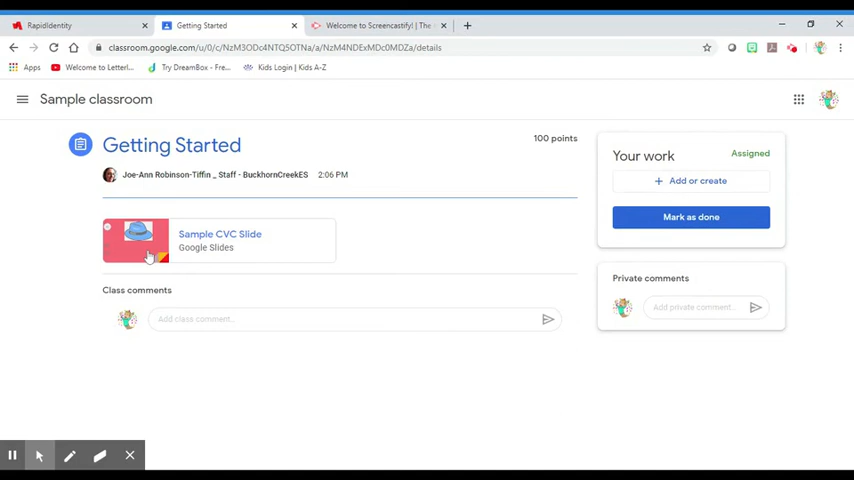 RapidIdentity
Getting Started
Welcome to Screencastify! | The
classroom.google.com/u/0/c/NzM3ODc4NTQ5OTNa/a/NzM4NDExMDc0MDZa/details
Apps
Welcome to Letterl...
Try DreamBox - Fre...
Kids Login | Kids A-Z
Sample classroom
Getting Started
100 points
Joe-Ann Robinson-Tiffin _ Staff - BuckhornCreekES 2:06 PM
Sample CVC Slide
Google Slides
Class comments
Add class comment...
Your work
Assigned
+ Add or create
Mark as done
Private comments
Add private comment...